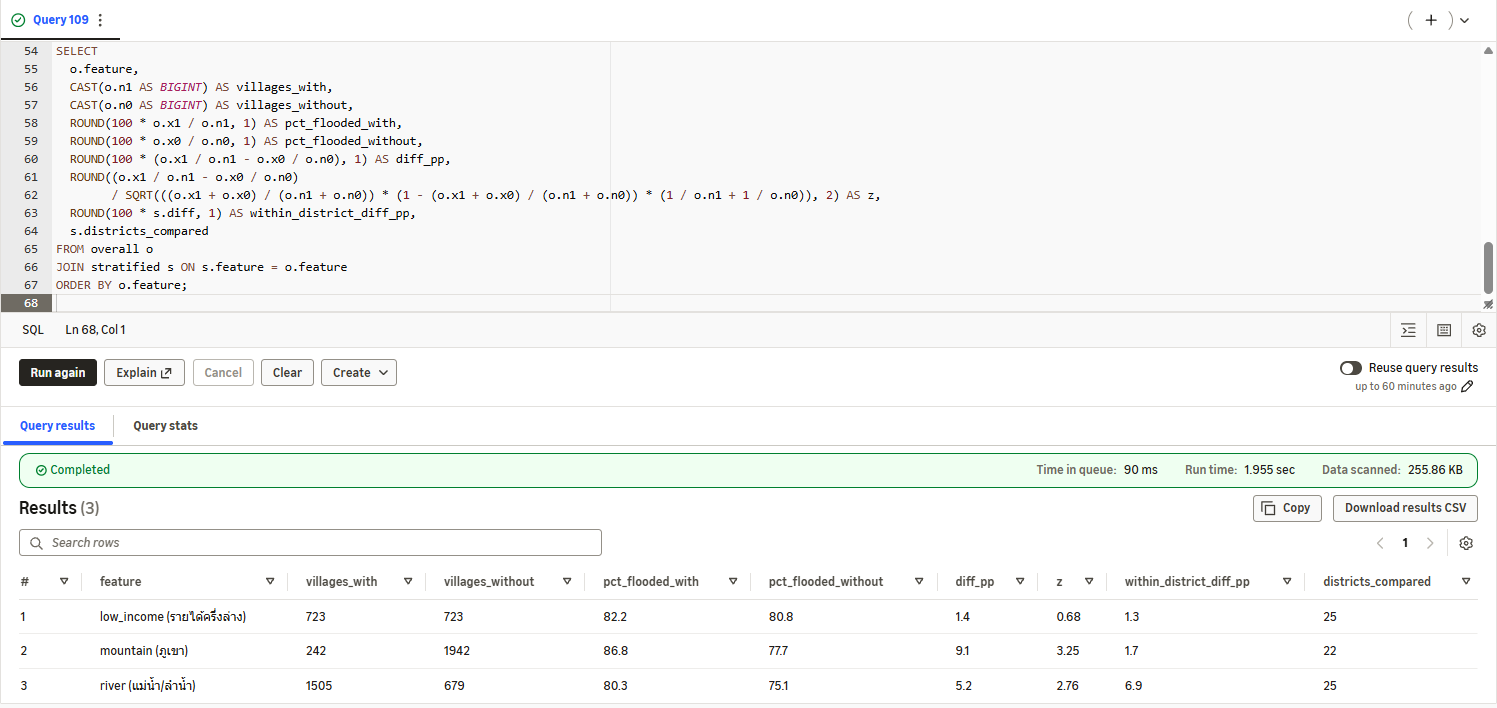 Query 109
54 SELECT
55 o.feature,
56 CAST(o.n1 AS BIGINT) AS villages_with,
57 CAST(o.n0 AS BIGINT) AS villages_without,
58 ROUND(100 * o.x1 / o.n1, 1) AS pct_flooded_with,
59 ROUND(100 * o.x0 / o.n0, 1) AS pct_flooded_without,
60 ROUND(100 * (o.x1 / o.n1 - o.x0 / o.n0), 1) AS diff_pp,
61 ROUND((o.x1 / o.n1 - o.x0 / o.n0)
62 / SQRT(((o.x1 + o.x0) / (o.n1 + o.n0)) * (1 - (o.x1 + o.x0) / (o.n1 + o.n0)) * (1 / o.n1 + 1 / o.n0)), 2) AS z,
63 ROUND(100 * s.diff, 1) AS within_district_diff_pp,
64 s.districts_compared
65 FROM overall o
66 JOIN stratified s ON s.feature = o.feature
67 ORDER BY o.feature;
68
SQL Ln 68, Col 1
Run again Explain Cancel Clear Create Reuse query results
up to 60 minutes ago
Query results Query stats
Completed Time in queue: 90 ms Run time: 1.955 sec Data scanned: 255.86 KB
Results (3) Copy Download results CSV
Search rows 1
# feature villages_with villages_without pct_flooded_with pct_flooded_without diff_pp z within_district_diff_pp districts_compared
1 low_income (รายได้ครึ่งล่าง) 723 723 82.2 80.8 1.4 0.68 1.3 25
2 mountain (ภูเขา) 242 1942 86.8 77.7 9.1 3.25 1.7 22
3 river (แม่น้ำ/ลำน้ำ) 1505 679 80.3 75.1 5.2 2.76 6.9 25